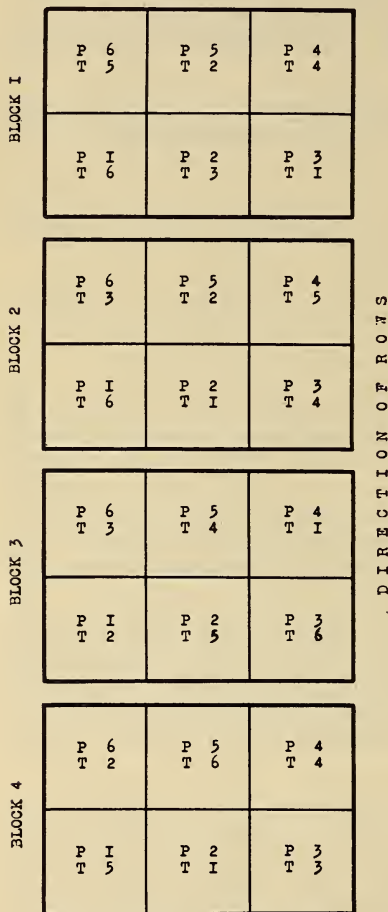 BLOCK I
P 6 P 5 P 4
T 5 T 2 T 4
P I P 2 P 3
T 6 T 3 T I
BLOCK 2
P 6 P 5 P 4
T 3 T 2 T 5
P I P 2 P 3
T 6 T I T 4
BLOCK 3
P 6 P 5 P 4
T 3 T 4 T I
P I P 2 P 3
T 2 T 5 T 6
BLOCK 4
P 6 P 5 P 4
T 2 T 6 T 4
P I P 2 P 3
T 5 T I T 3
DIRECTION OF ROWS